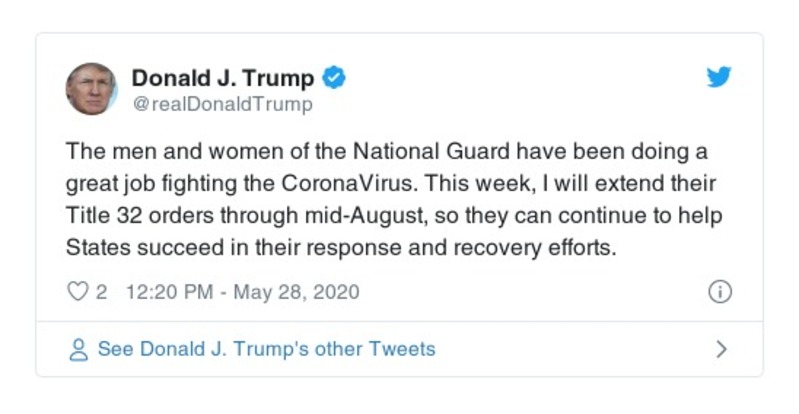 Donald J. Trump
@realDonaldTrump
The men and women of the National Guard have been doing a
great job fighting the CoronaVirus. This week, I will extend their
Title 32 orders through mid-August, so they can continue to help
States succeed in their response and recovery efforts.
2 12:20 PM - May 28, 2020
See Donald J. Trump's other Tweets